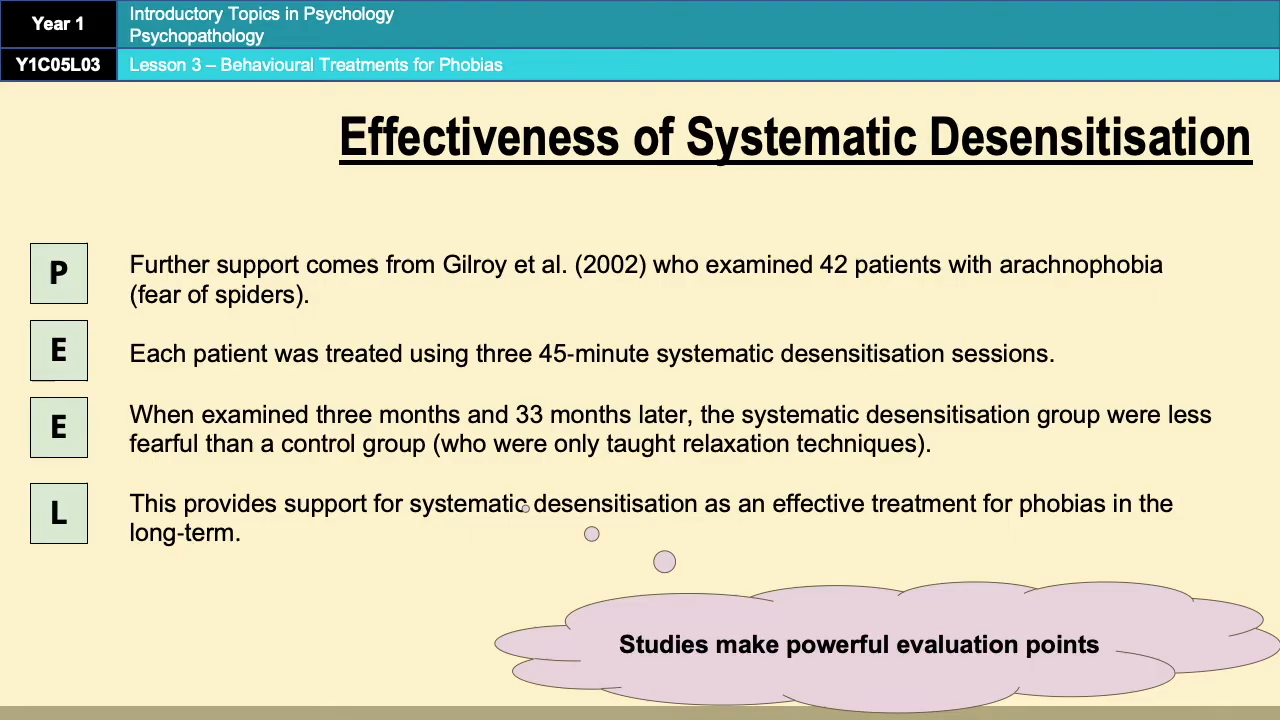 Year 1
Introductory Topics in Psychology
Psychopathology
Y1C05L03
Lesson 3 – Behavioural Treatments for Phobias
Effectiveness of Systematic Desensitisation
P
Further support comes from Gilroy et al. (2002) who examined 42 patients with arachnophobia
(fear of spiders).
E
Each patient was treated using three 45-minute systematic desensitisation sessions.
E
When examined three months and 33 months later, the systematic desensitisation group were less
fearful than a control group (who were only taught relaxation techniques).
L
This provides support for systematic desensitisation as an effective treatment for phobias in the
long-term.
Studies make powerful evaluation points